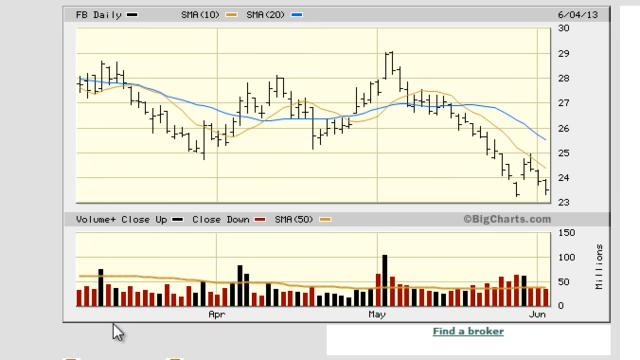 FB Daily SMA(10) SMA(20) 6/04/13
30
29
28
27
26
25
24
23
Volume+ Close Up Close Down SMA(50) ©BigCharts.com
150
100
50
0
Millions
Apr May Jun
Find a broker